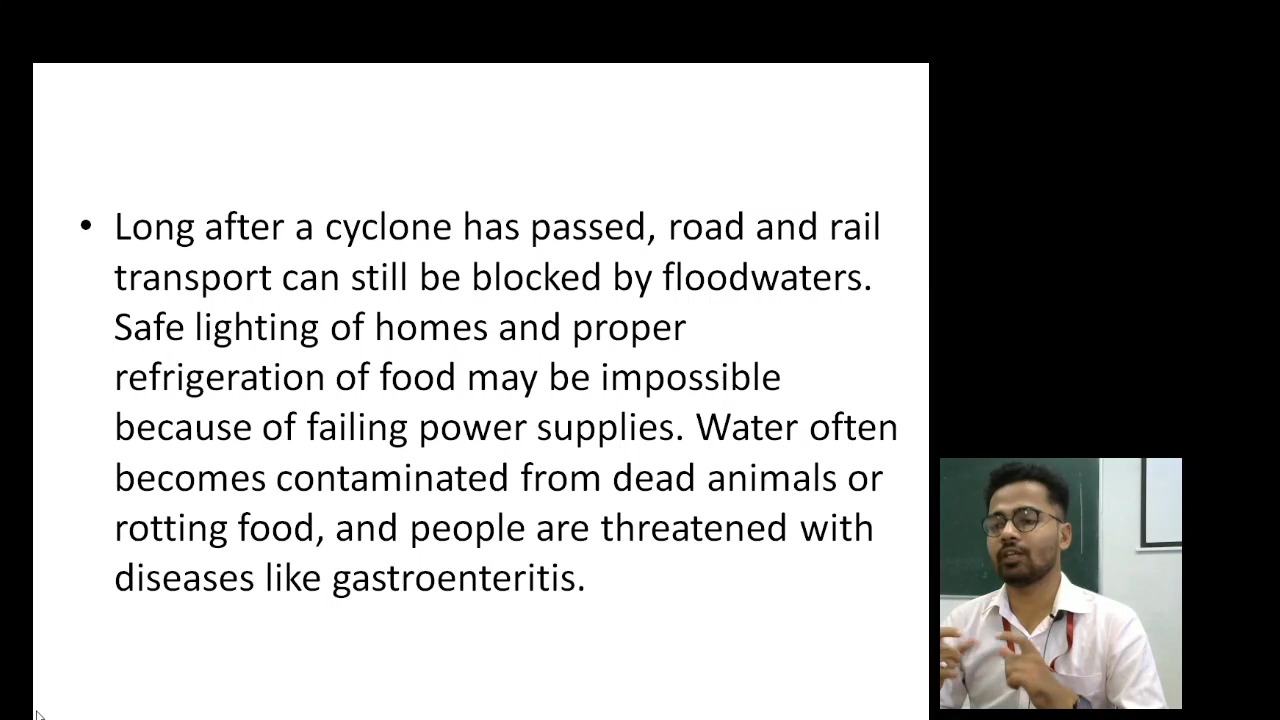 • Long after a cyclone has passed, road and rail
transport can still be blocked by floodwaters.
Safe lighting of homes and proper
refrigeration of food may be impossible
because of failing power supplies. Water often
becomes contaminated from dead animals or
rotting food, and people are threatened with
diseases like gastroenteritis.